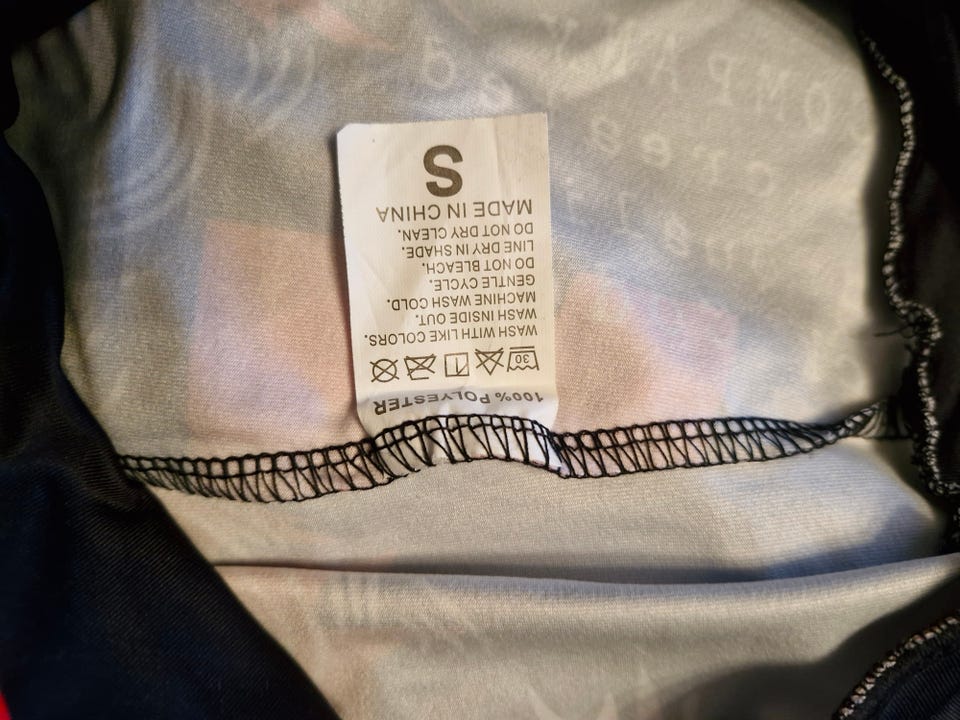 100% POLYESTER
30
WASH WITH LIKE COLORS.
WASH INSIDE OUT.
MACHINE WASH COLD.
GENTLE CYCLE.
DO NOT BLEACH.
LINE DRY IN SHADE.
DO NOT DRY CLEAN.
MADE IN CHINA
S